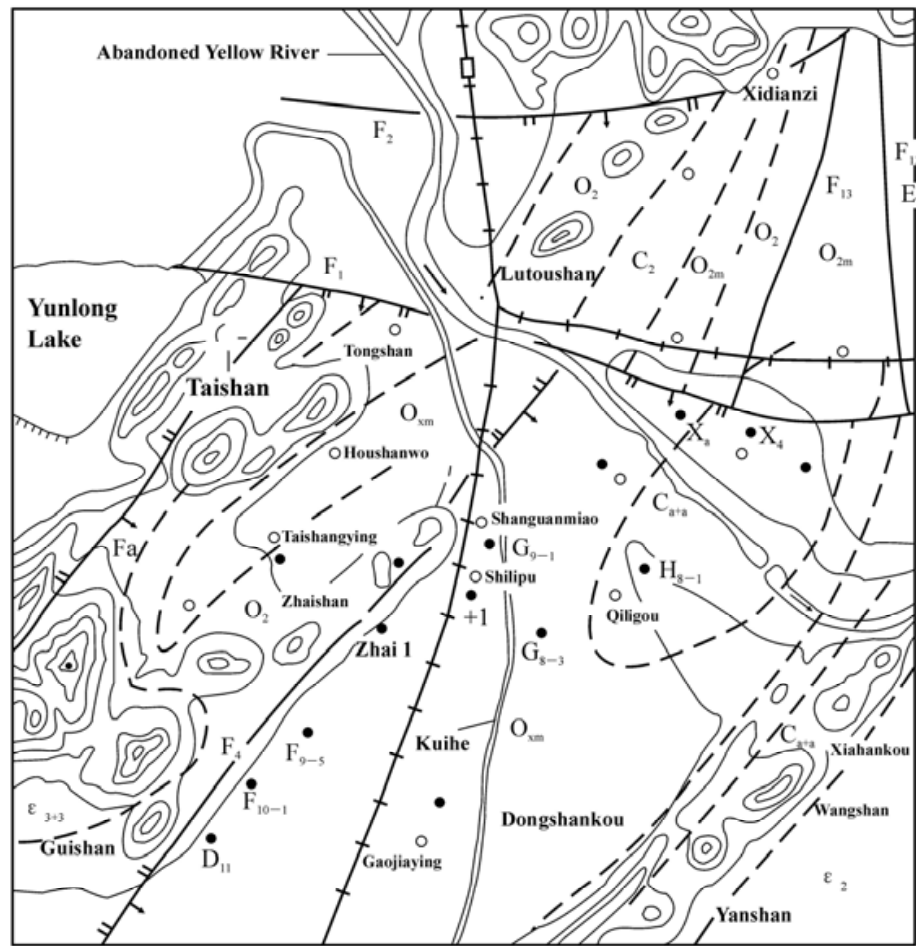 Abandoned Yellow River
Xidianzi
F₂
F₁
E
F₁₃
O₂
O₂
C₂
O₂ₘ
O₂ₘ
Lutoushan
F₁
Yunlong
Lake
Tongshan
Taishan
Oₓₘ
Xₐ
X₄
Houshanwo
Cₐ₊ₐ
Shanguanmiao
Taishangying
G₉₋₁
Fa
H₈₋₁
Shilipu
Zhaishan
O₂
+1
Qiligou
Zhai 1
G₈₋₃
F₄
F₉₋₅
Kuihe
Oₓₘ
Cₐ₊ₐ
Xiahankou
F₁₀₋₁
ε₃₊₃
Wangshan
Guishan
Dongshankou
D₁₁
Gaojiaying
ε₂
Yanshan